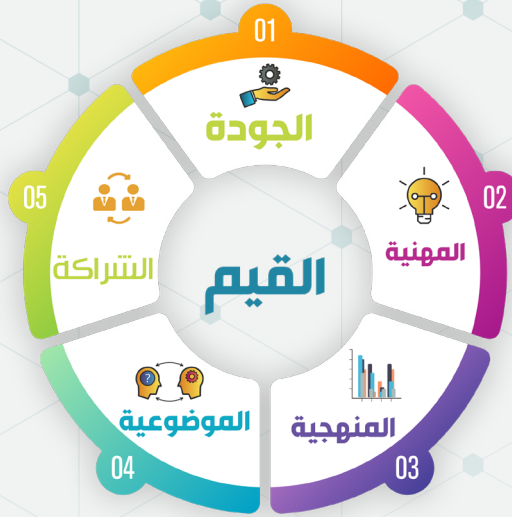 01
الجودة
02
المهنية
03
المنهجية
04
الموضوعية
05
الشراكة
القيم
?